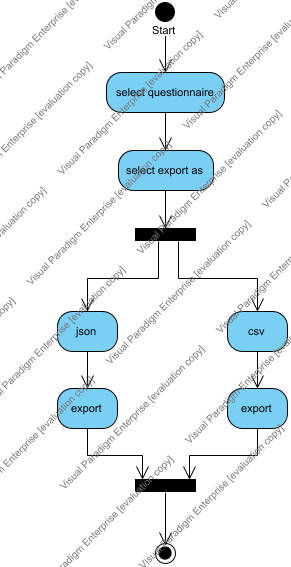 Start
select questionnaire
select export as
json
csv
export
export
Visual Paradigm Enterprise [evaluation copy]